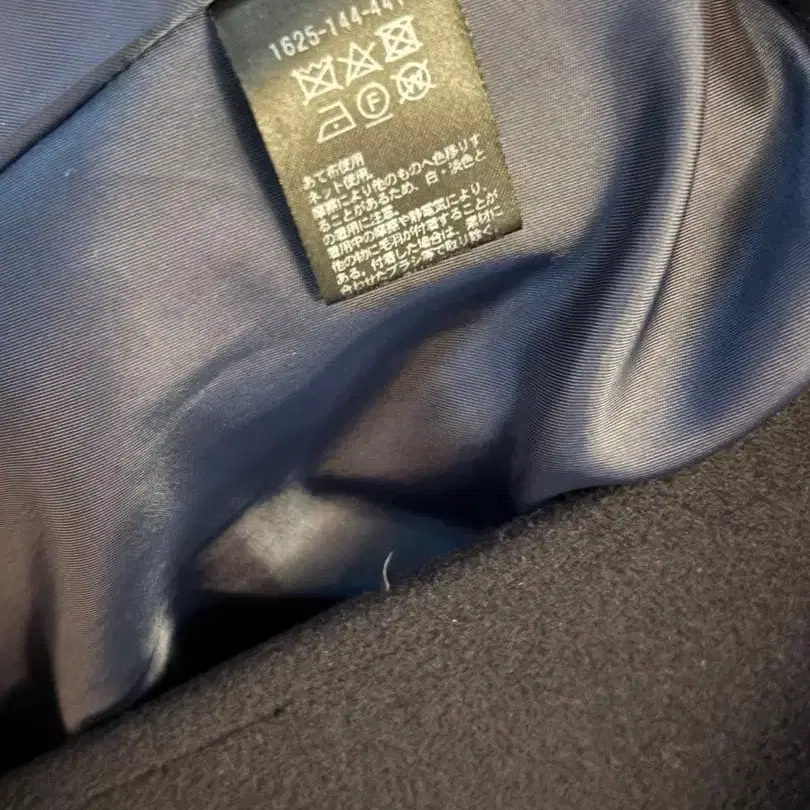 1625-144-441
F
W
あて布使用
ネット使用。
摩擦により他のものへ色移りす
ることがあるため、白・淡色と
の着用に注意
着用中の摩擦や静電気により、
他の物に毛羽が付着することが
ある。付着した場合は、素材に
合わせたブラシ等で取り除く。